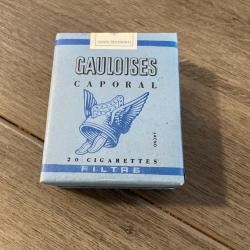 GAULOISES
CAPORAL
20 CIGARETTES
FILTRE